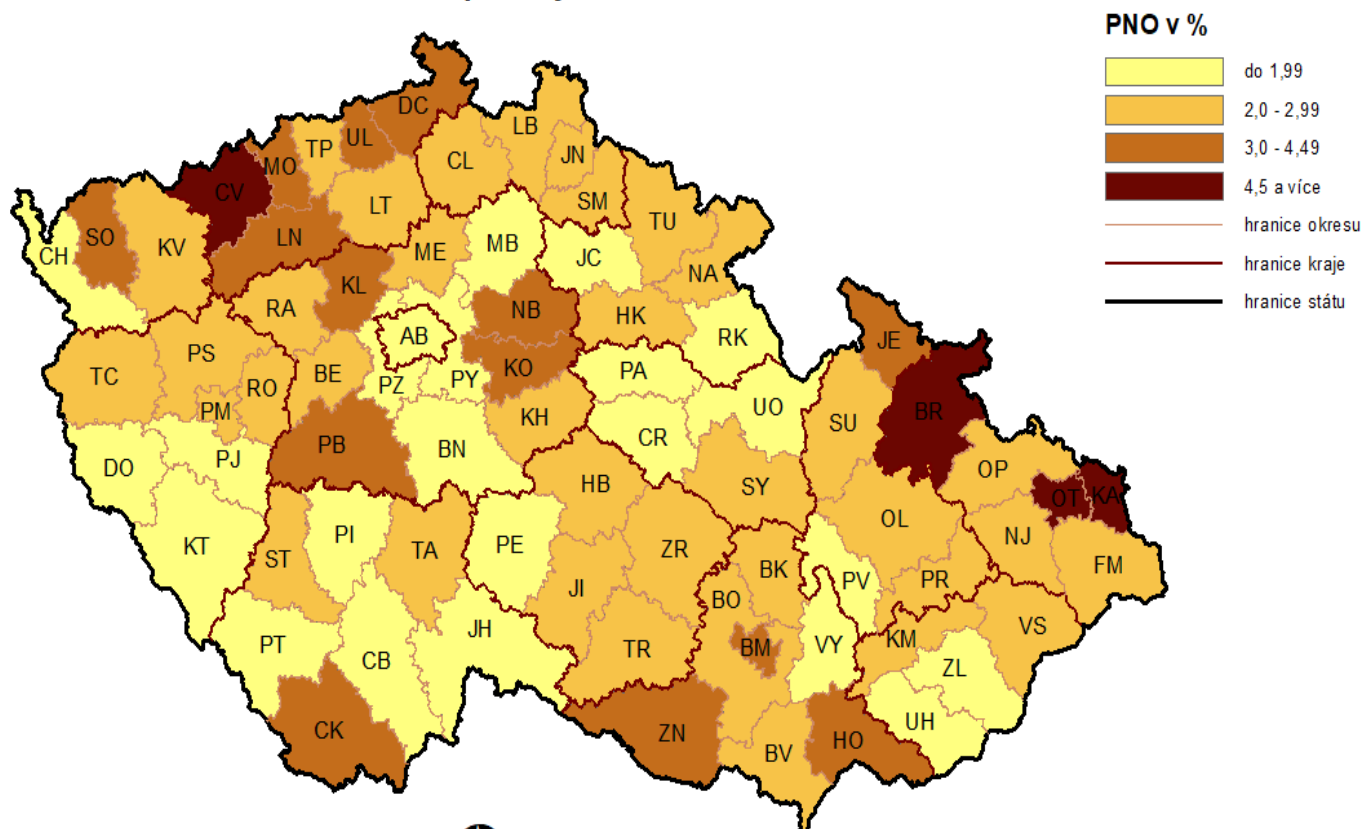 PNO v %
do 1,99
2,0 - 2,99
3,0 - 4,49
4,5 a více
hranice okresu
hranice kraje
hranice státu
DC
UL
TP
MO
CV
LB
JN
CL
SM
LT
LN
SO
KV
CH
ME
MB
JC
TU
NA
KL
RA
NB
HK
RK
AB
KO
PA
PS
TC
RO
BE
PZ
PY
PM
KH
UO
CR
JE
BR
SU
PB
BN
PJ
DO
HB
SY
OP
OT
KA
OL
NJ
FM
KT
ST
PI
TA
PE
ZR
JI
BK
BO
PV
PR
VS
KM
PT
CB
JH
TR
BM
VY
ZL
UH
CK
ZN
BV
HO